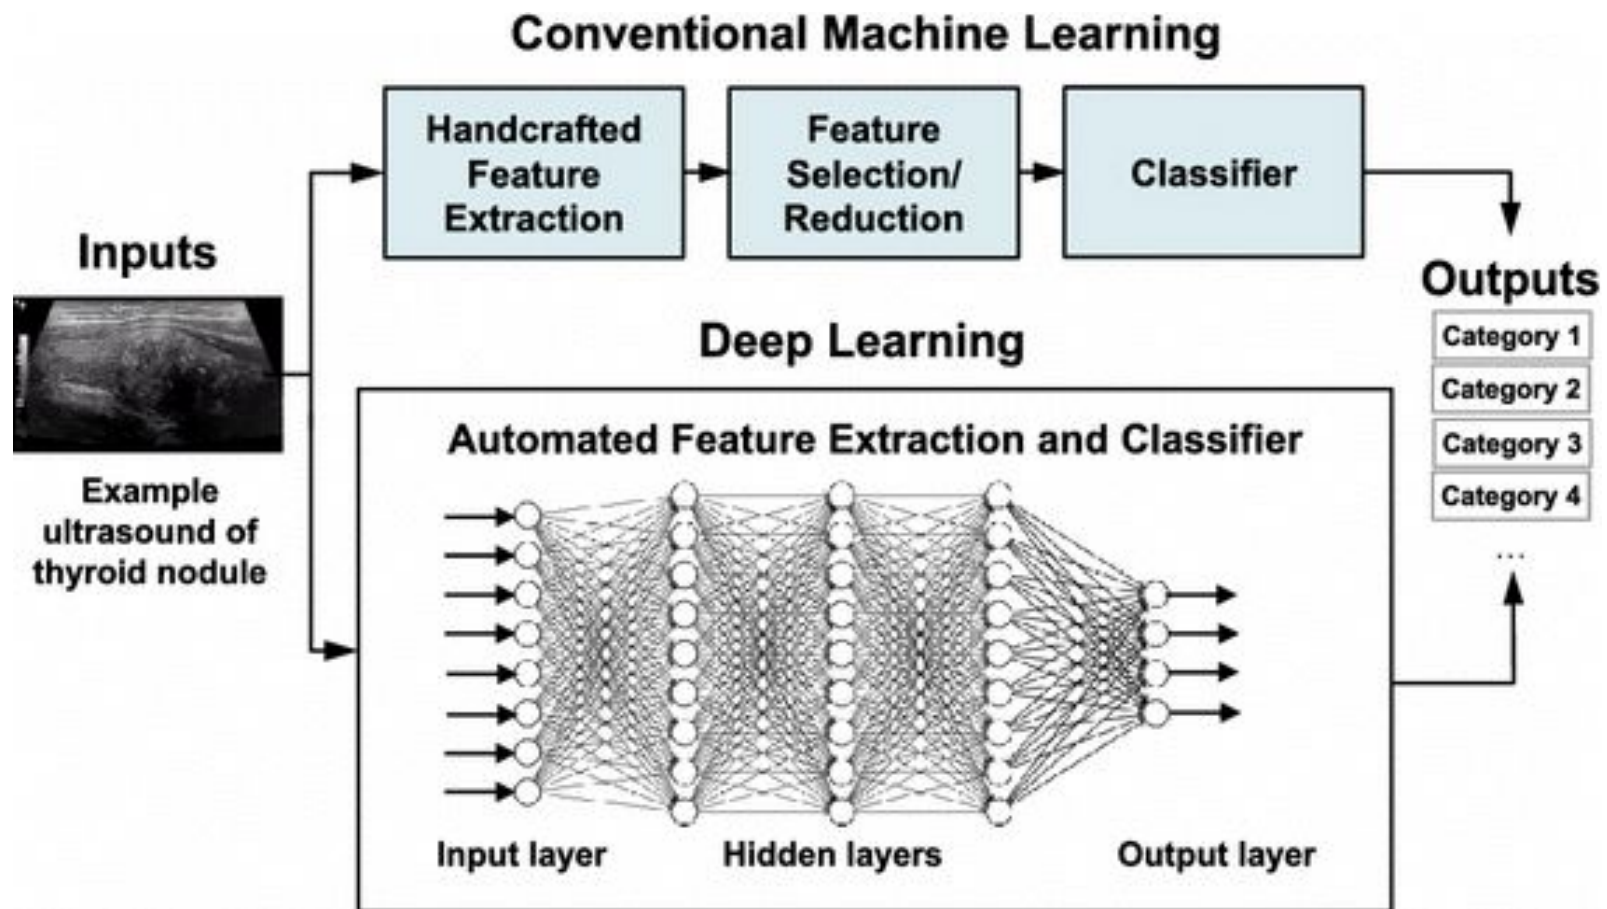 Conventional Machine Learning
Handcrafted
Feature
Extraction
Feature
Selection/
Reduction
Classifier
Inputs
Example
ultrasound of
thyroid nodule
Deep Learning
Automated Feature Extraction and Classifier
Input layer
Hidden layers
Output layer
Outputs
Category 1
Category 2
Category 3
Category 4
...